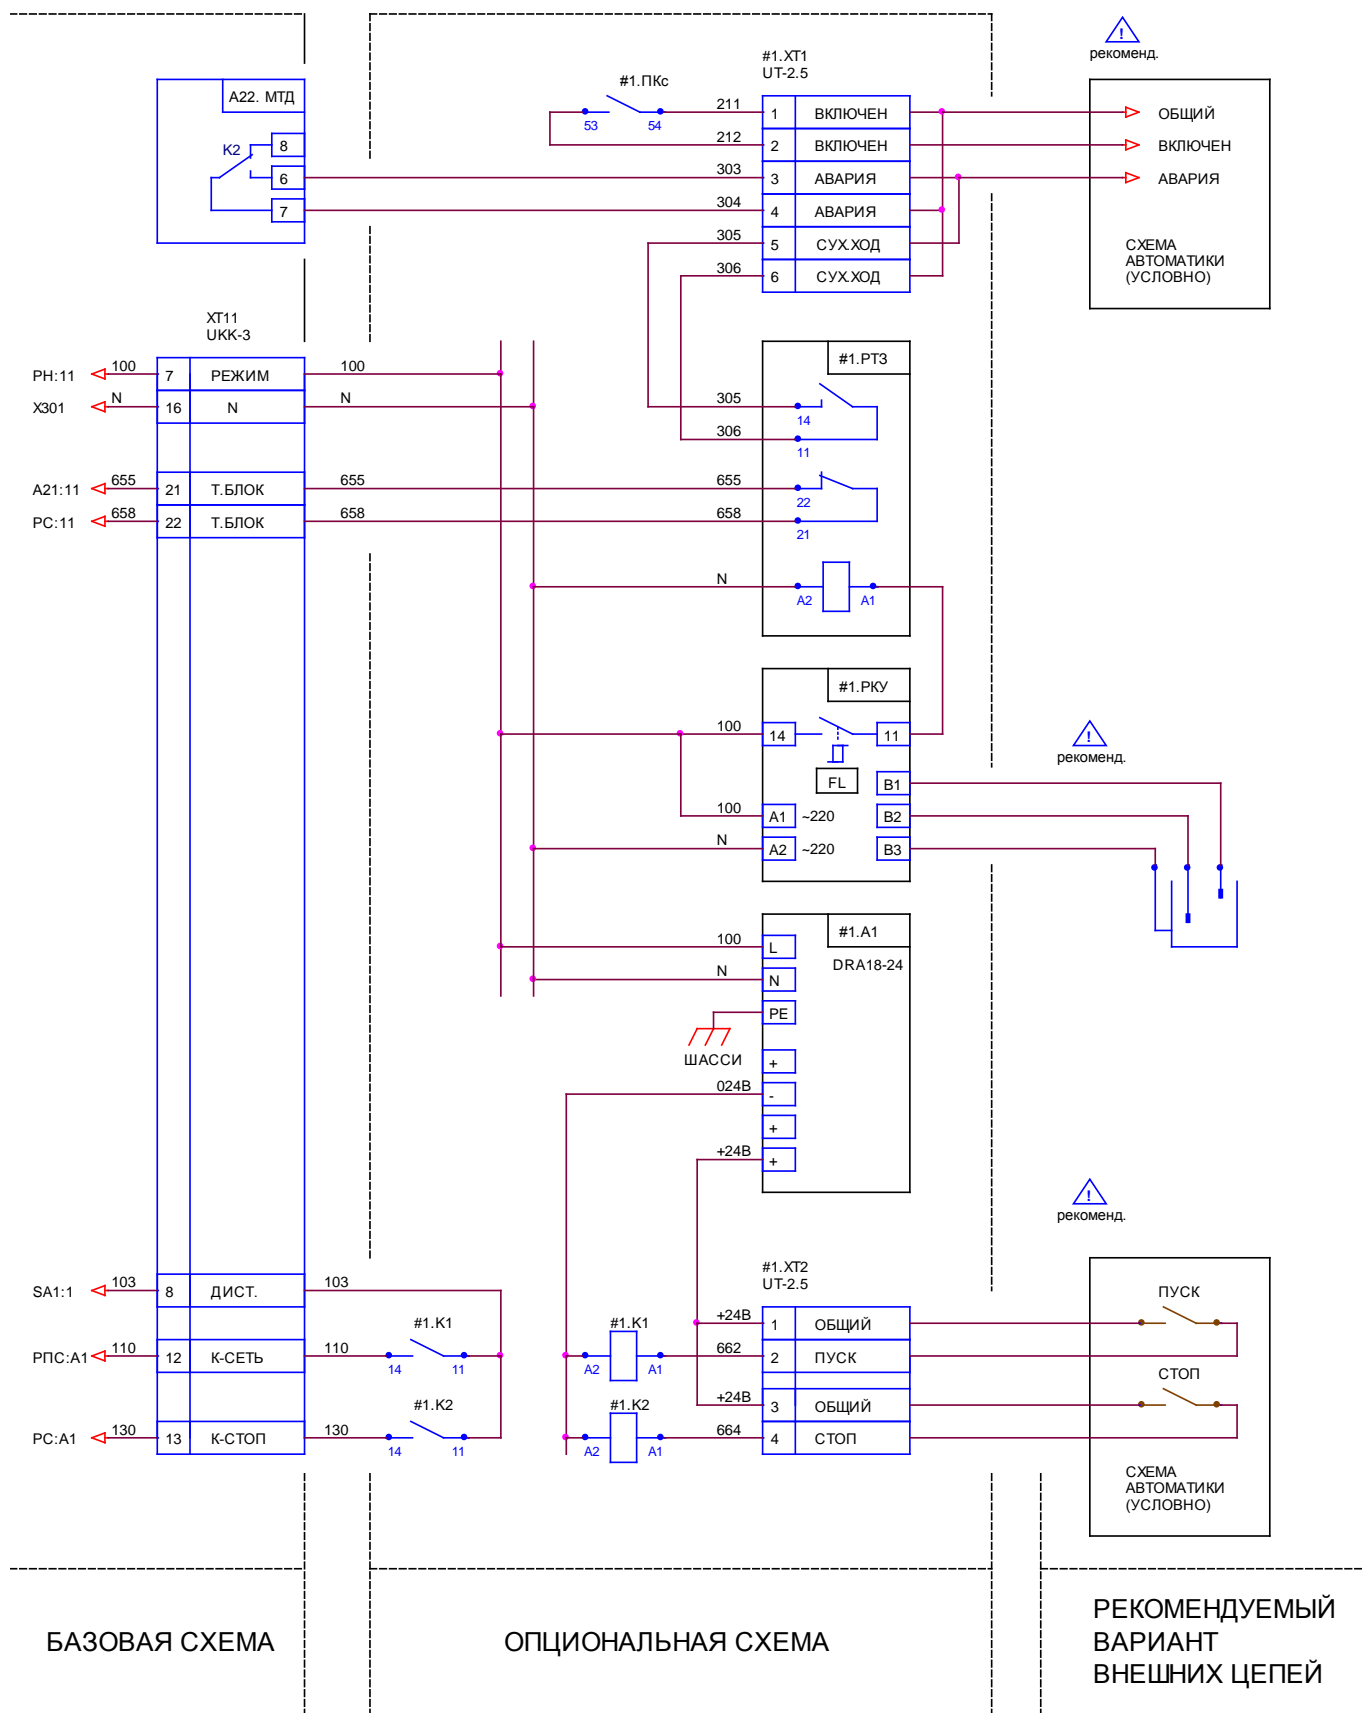 !
рекоменд.
#1.XT1
UT-2.5
A22. МТД
K2
8
6
7
#1.ПКс
53
54
211
1
ВКЛЮЧЕН
212
2
ВКЛЮЧЕН
303
3
АВАРИЯ
304
4
АВАРИЯ
305
5
СУХ.ХОД
306
6
СУХ.ХОД
ОБЩИЙ
ВКЛЮЧЕН
АВАРИЯ
СХЕМА
АВТОМАТИКИ
(УСЛОВНО)
XT11
UKK-3
PH:11
100
7
РЕЖИМ
100
X301
N
16
N
N
A21:11
655
21
Т.БЛОК
655
PC:11
658
22
Т.БЛОК
658
#1.РТЗ
305
14
306
11
655
22
658
21
N
A2
A1
#1.РКУ
100
14
11
FL
B1
100
A1
~220
B2
N
A2
~220
B3
!
рекоменд.
#1.A1
DRA18-24
100
L
N
N
PE
ШАССИ
+
024В
-
+
+24В
+
!
рекоменд.
#1.XT2
UT-2.5
SA1:1
103
8
ДИСТ.
103
РПС:A1
110
12
К-СЕТЬ
110
#1.K1
14
11
PC:A1
130
13
К-СТОП
130
#1.K2
14
11
#1.K1
A2
A1
#1.K2
A2
A1
+24В
1
ОБЩИЙ
662
2
ПУСК
+24В
3
ОБЩИЙ
664
4
СТОП
ПУСК
СТОП
СХЕМА
АВТОМАТИКИ
(УСЛОВНО)
БАЗОВАЯ СХЕМА
ОПЦИОНАЛЬНАЯ СХЕМА
РЕКОМЕНДУЕМЫЙ
ВАРИАНТ
ВНЕШНИХ ЦЕПЕЙ